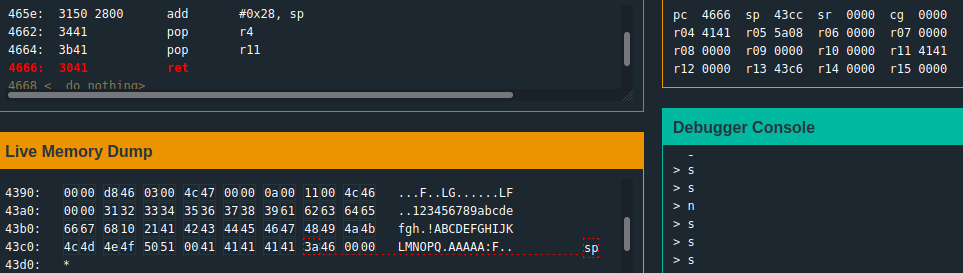 465e:  3150 2800      add      #0x28, sp
4662:  3441           pop      r4
4664:  3b41           pop      r11
4666:  3041           ret
4668 <__do_nothing>
pc  4666  sp  43cc  sr  0000  cg  0000
r04 4141  r05 5a08  r06 0000  r07 0000
r08 0000  r09 0000  r10 0000  r11 4141
r12 0000  r13 43c6  r14 0000  r15 0000
Live Memory Dump
4390:   0000 d846 0300 4c47 0000 0a00 1100 4c46   ...F..LG......LF
43a0:   0000 3132 3334 3536 3738 3961 6263 6465   ..123456789abcde
43b0:   6667 6810 2141 4243 4445 4647 4849 4a4b   fgh.!ABCDEFGHIJK
43c0:   4c4d 4e4f 5051 0041 4141 4141 3a46 0000   LMNOPQ.AAAAA:F..   sp
43d0:   *
Debugger Console
> s
> s
> n
> s
> s
> s